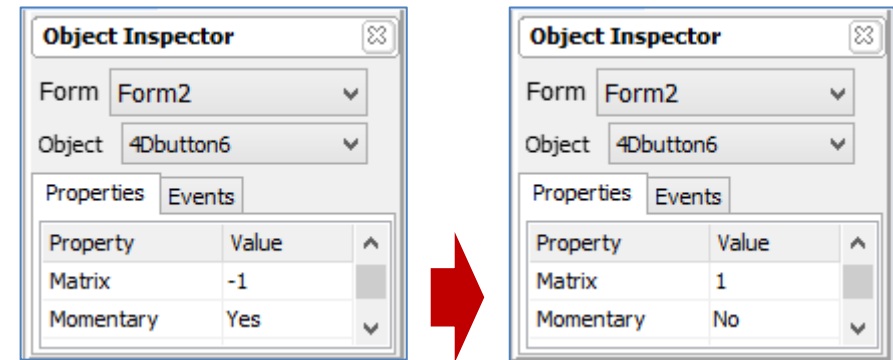 Object Inspector
Form Form2
Object 4Dbutton6
Properties Events
Property Value
Matrix -1
Momentary Yes
Object Inspector
Form Form2
Object 4Dbutton6
Properties Events
Property Value
Matrix 1
Momentary No